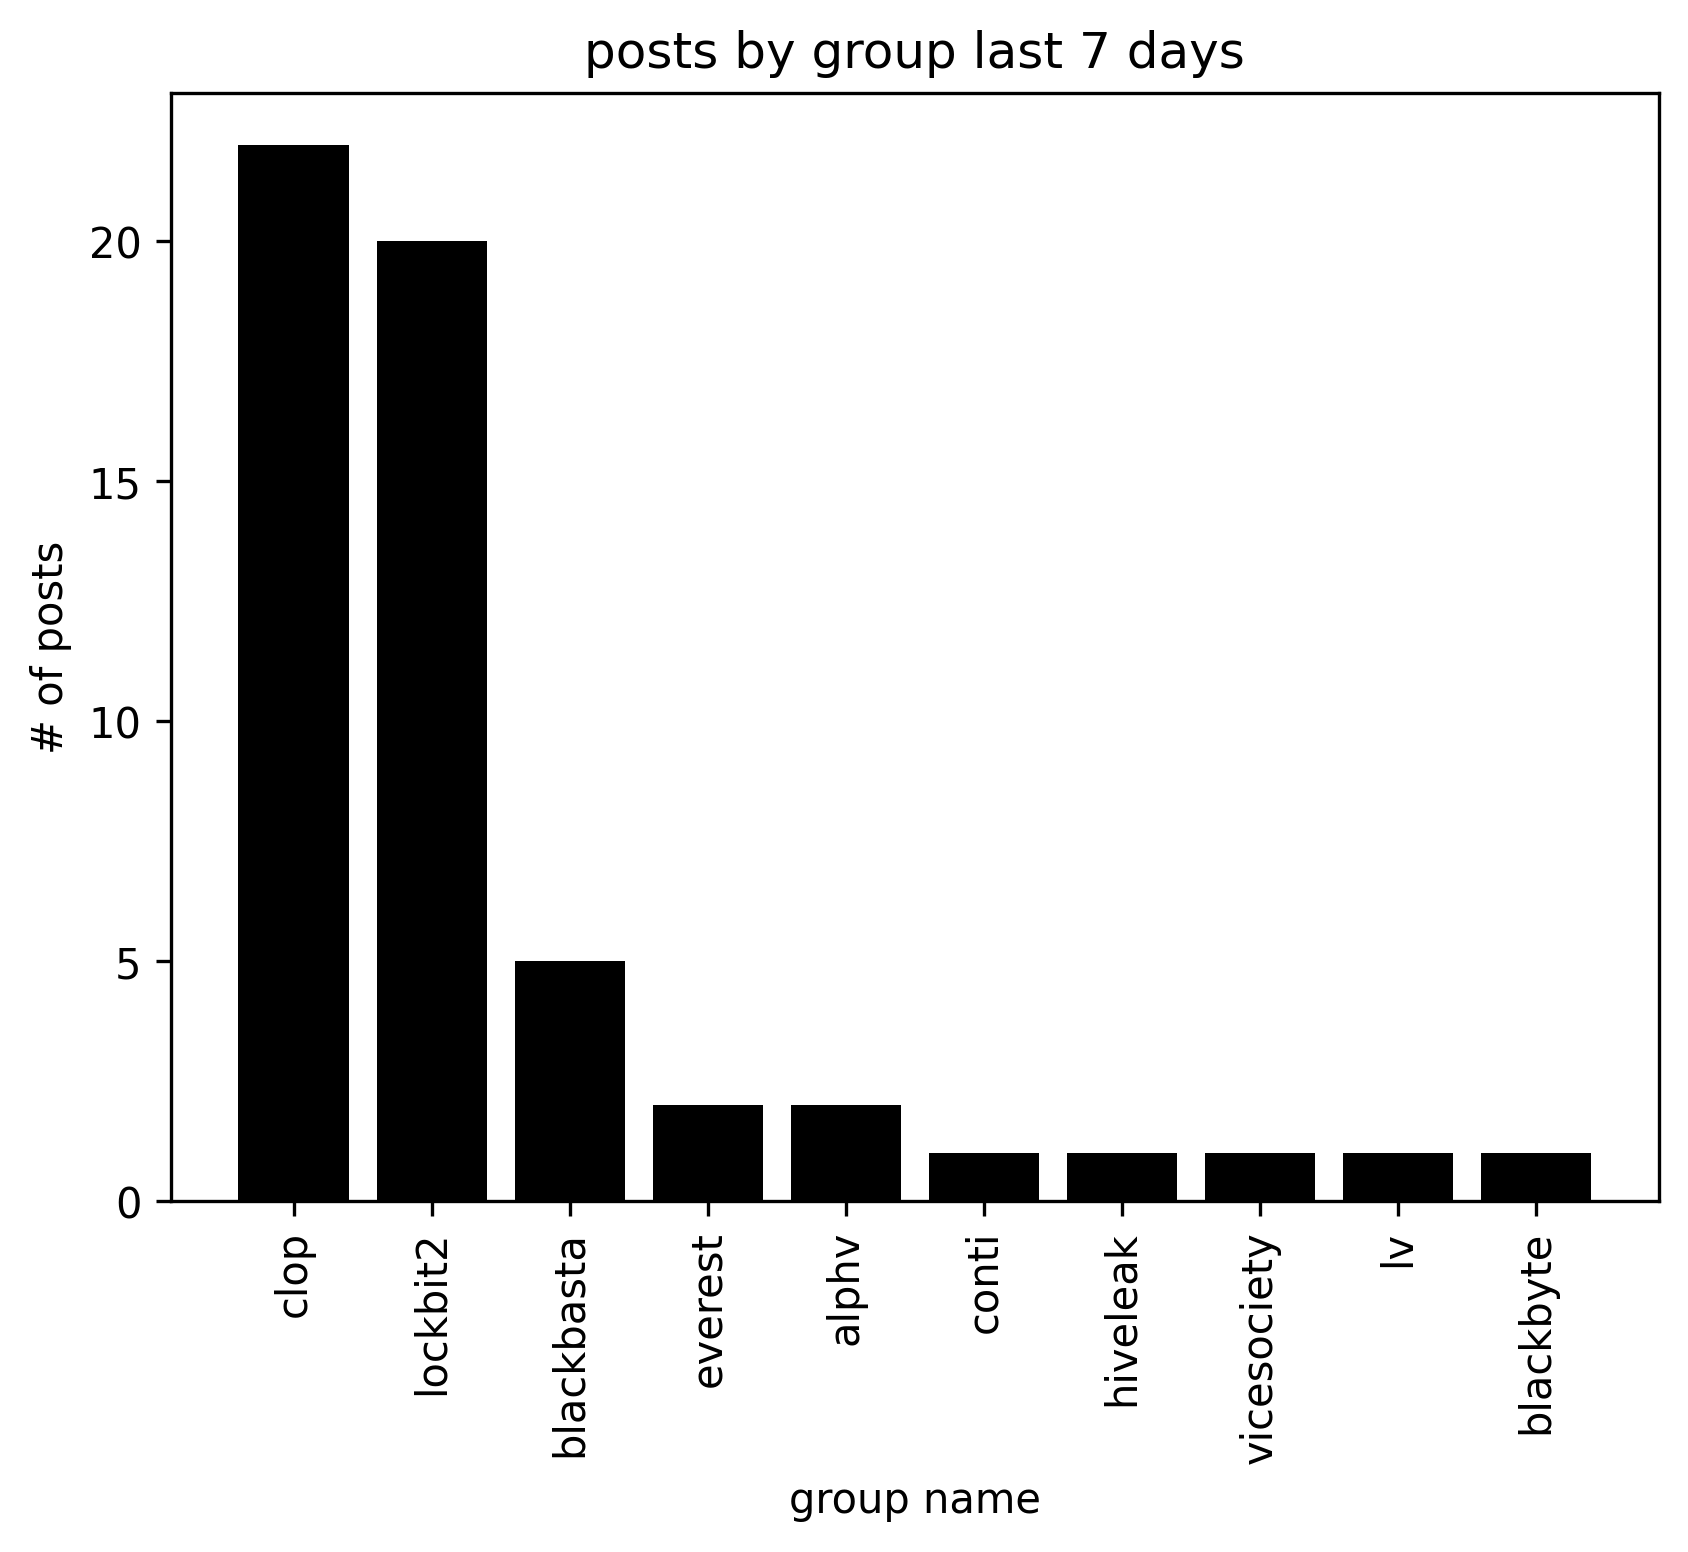 posts by group last 7 days
# of posts
20
15
10
5
0
clop
lockbit2
blackbasta
everest
alphv
conti
hiveleak
vicesociety
lv
blackbyte
group name